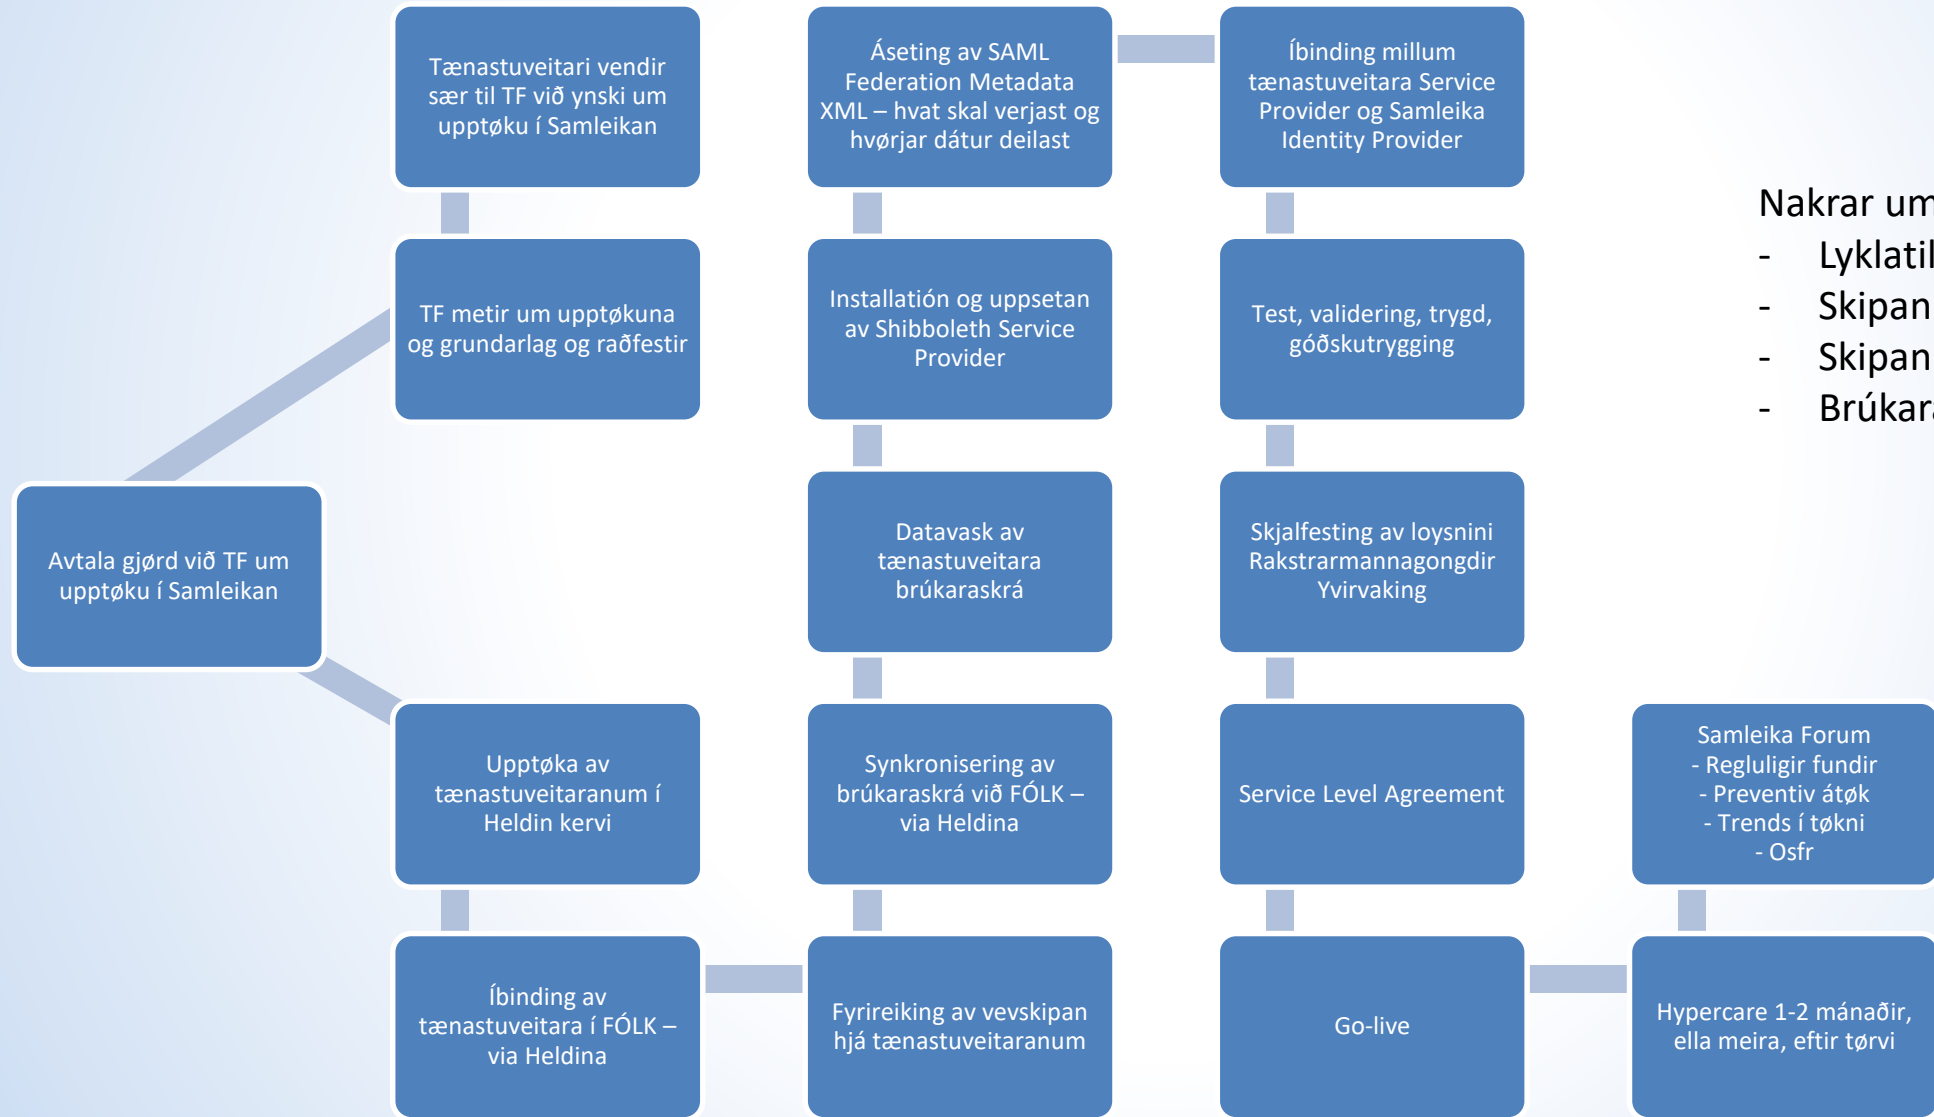 Tænastuveitari vendir
sær til TF við ynski um
upptøku í Samleikan
TF metir um upptøkuna
og grundarlag og raðfestir
Avtala gjørd við TF um
upptøku í Samleikan
Upptøka av
tænastuveitaranum í
Heldin kervi
Íbinding av
tænastuveitara í FÓLK –
via Heldina
Fyrireiking av vevskipan
hjá tænastuveitaranum
Synkronisering av
brúkaraskrá við FÓLK –
via Heldina
Datavask av
tænastuveitara
brúkaraskrá
Installatión og uppsetan
av Shibboleth Service
Provider
Áseting av SAML
Federation Metadata
XML – hvat skal verjast og
hvørjar dátur deilast
Íbinding millum
tænastuveitara Service
Provider og Samleika
Identity Provider
Test, validering, trygd,
góðskutrygging
Skjalfesting av loysnini
Rakstrarmannagongdir
Yvirvaking
Service Level Agreement
Go-live
Hypercare 1-2 mánaðir,
ella meira, eftir tørvi
Samleika Forum
- Regluligir fundir
- Preventiv átøk
- Trends í tøkni
- Osfr
Nakrar
-
- Skipan
- Skipan
-